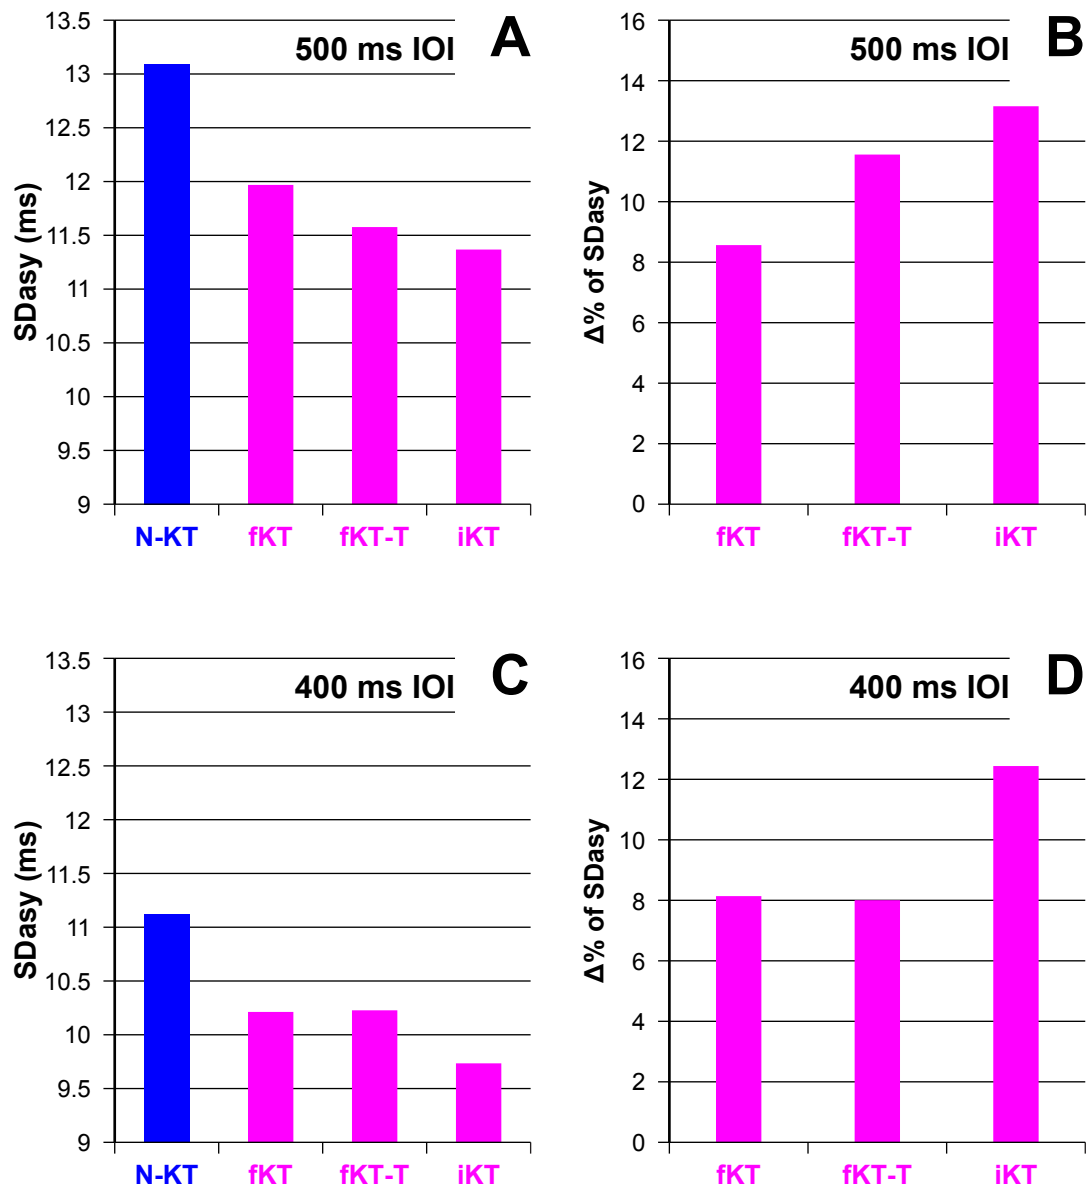 A
500 ms IOI
SDasy (ms)
13.5
13
12.5
12
11.5
11
10.5
10
9.5
9
N-KT fKT fKT-T iKT
B
500 ms IOI
Δ% of SDasy
16
14
12
10
8
6
4
2
0
fKT fKT-T iKT
C
400 ms IOI
SDasy (ms)
13.5
13
12.5
12
11.5
11
10.5
10
9.5
9
N-KT fKT fKT-T iKT
D
400 ms IOI
Δ% of SDasy
16
14
12
10
8
6
4
2
0
fKT fKT-T iKT